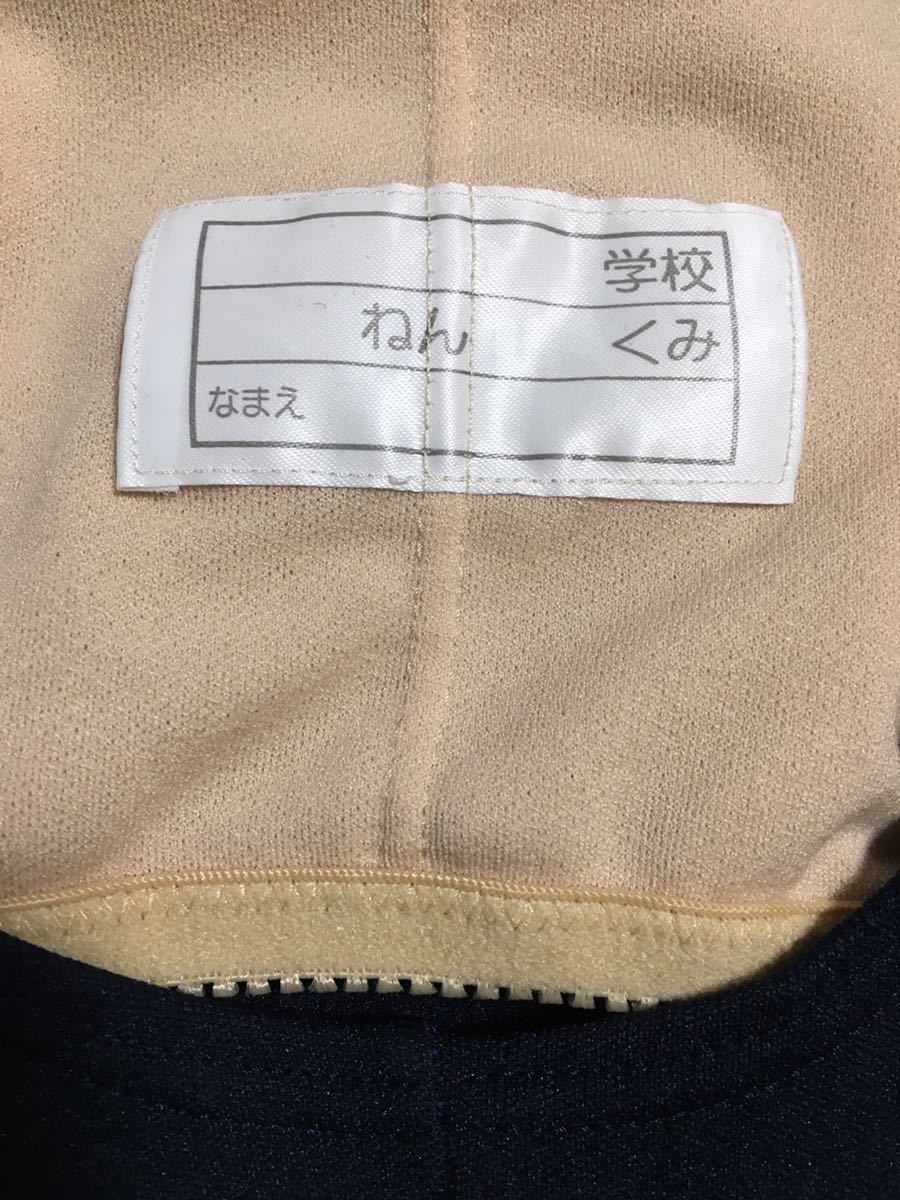 学校
ねん くみ
なまえ